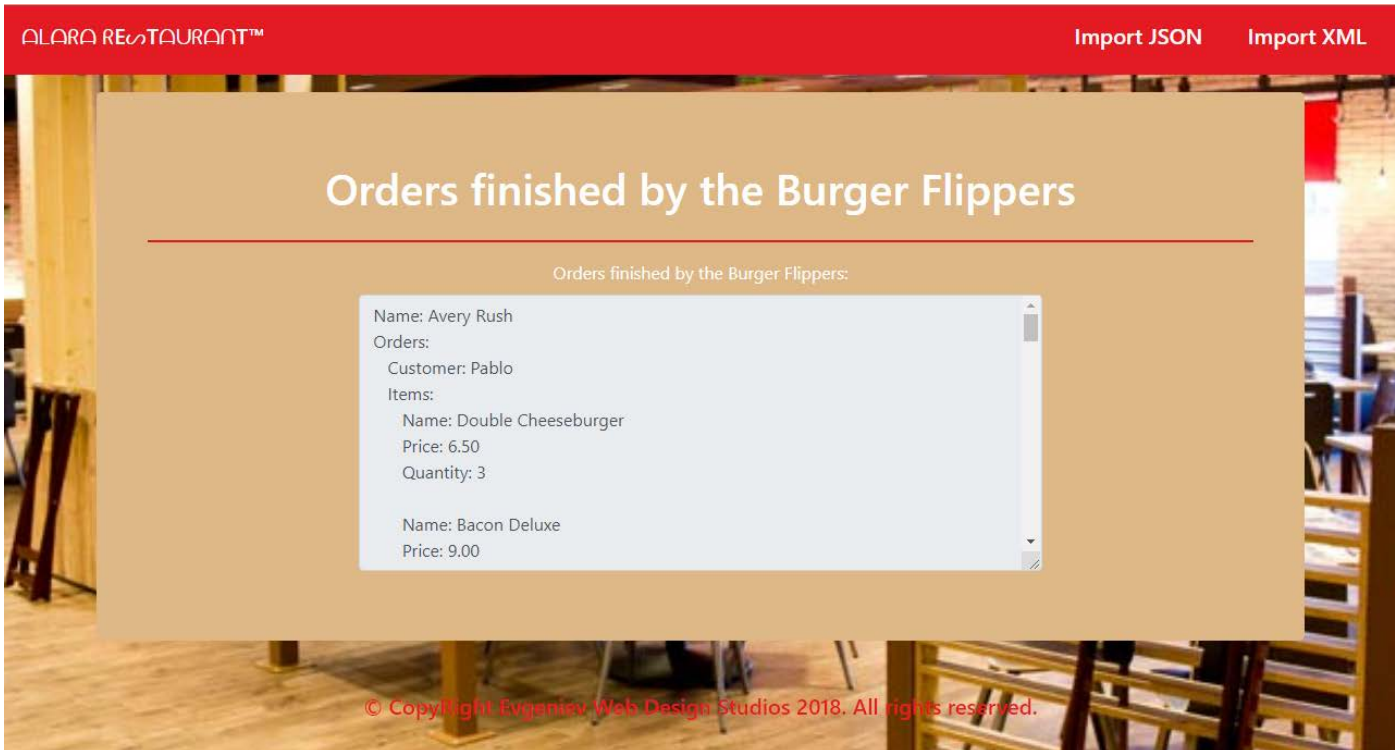 ALARA RESTAURANT™
Import JSON
Import XML
Orders finished by the Burger Flippers
Orders finished by the Burger Flippers:
Name: Avery Rush
Orders:
Customer: Pablo
Items:
Name: Double Cheeseburger
Price: 6.50
Quantity: 3
Name: Bacon Deluxe
Price: 9.00
© CopyRight Evgeniev Web Design Studios 2018. All rights reserved.